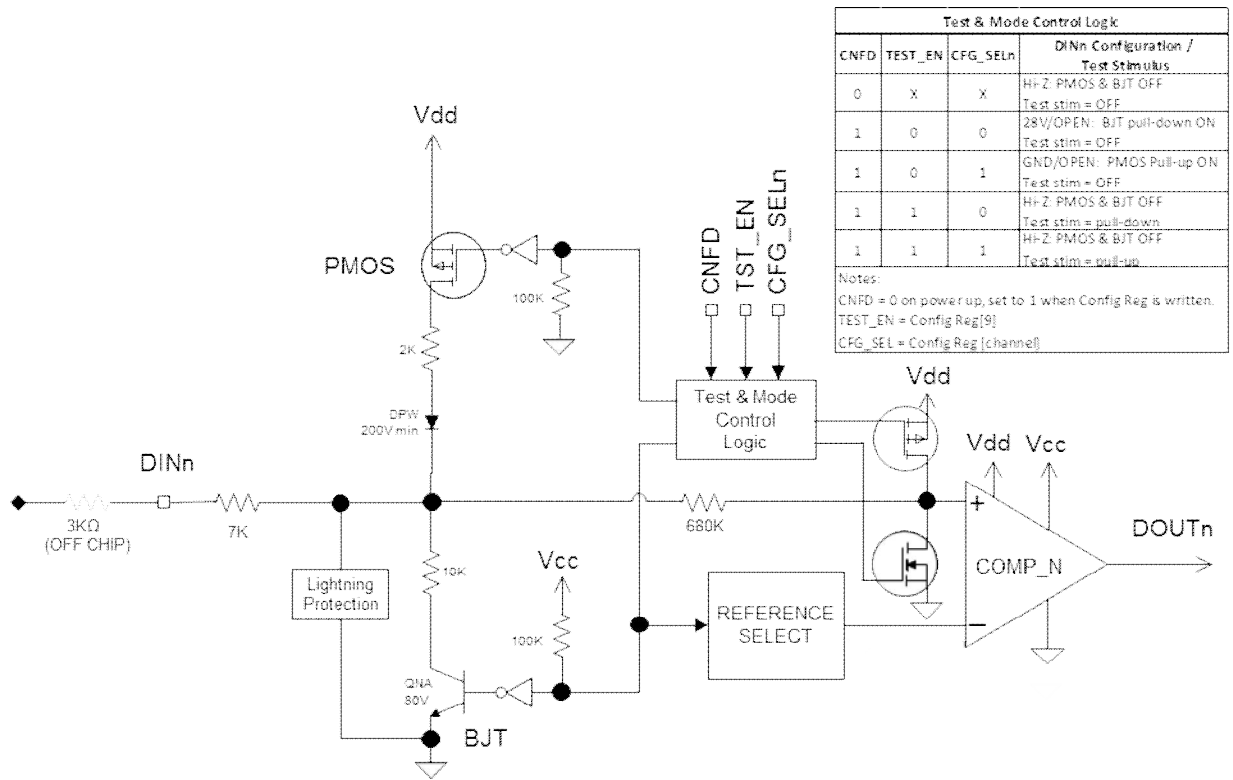 Test & Mode Control Logic
CNFD TEST_EN CFG_SELn DINn Configuration /
Test Stimulus
0 X X Hi-Z: PMOS & BJT OFF
Test stim = OFF
1 0 0 28V/OPEN: BJT pull-down ON
Test stim = OFF
1 0 1 GND/OPEN: PMOS Pull-up ON
Test stim = OFF
1 1 0 Hi-Z: PMOS & BJT OFF
Test stim = pull-down
1 1 1 Hi-Z: PMOS & BJT OFF
Test stim = pull-up
Notes:
CNFD = 0 on power up, set to 1 when Config Reg is written.
TEST_EN = Config Reg[9]
CFG_SEL = Config Reg [channel]
Vdd
PMOS
100K
2K
DPW
200V min
CNFD
TST_EN
CFG_SELn
Test & Mode
Control
Logic
Vdd
Vdd
Vcc
DINn
3KΩ
(OFF CHIP)
7K
680K
+
COMP_N
DOUTn
Lightning
Protection
10K
Vcc
100K
REFERENCE
SELECT
–
QNA
80V
BJT